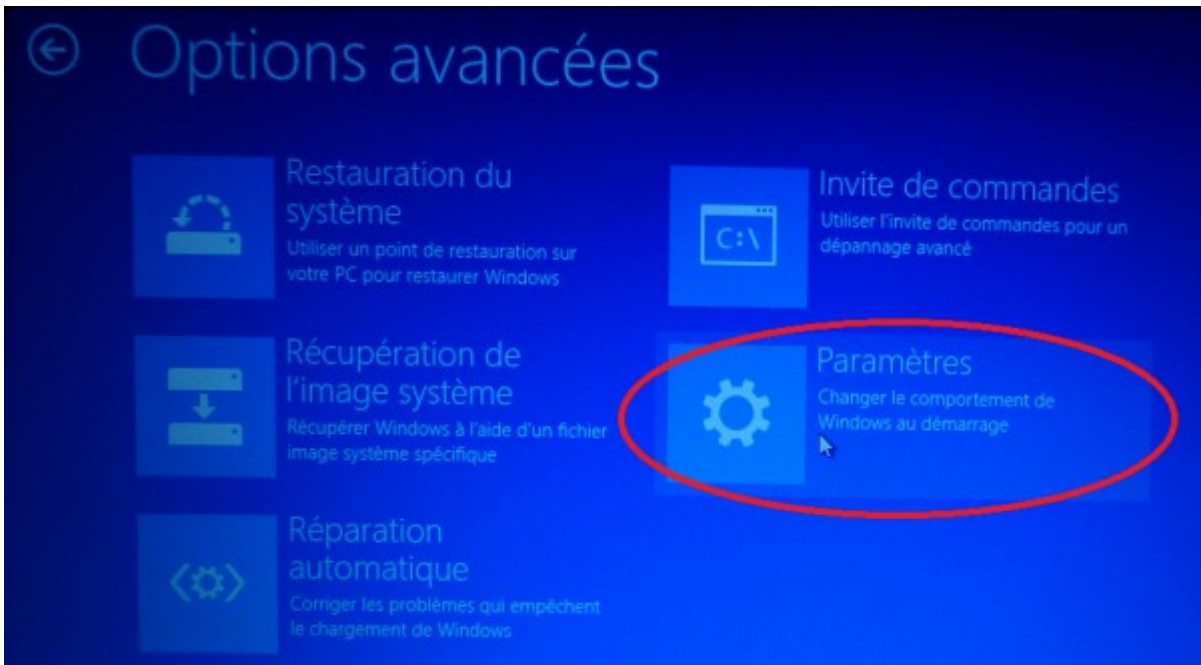 Options avancées
Restauration du
système
Utiliser un point de restauration sur
votre PC pour restaurer Windows
Récupération de
l'image système
Récupérer Windows à l'aide d'un fichier
image système spécifique
Réparation
automatique
Corriger les problèmes qui empêchent
le chargement de Windows
Invite de commandes
Utiliser l'invite de commandes pour un
dépannage avancé
C:\
Paramètres
Changer le comportement de
Windows au démarrage